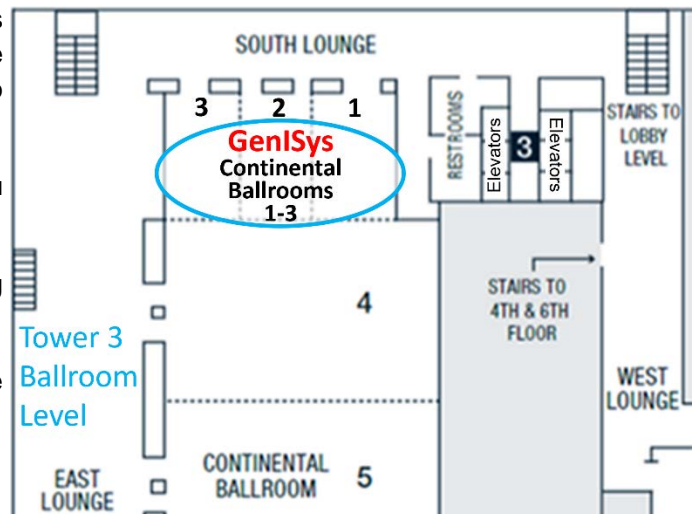 SOUTH LOUNGE
3 2 1
GenISys
Continental
Ballrooms
1-3
RESTROOMS
Elevators
3
Elevators
STAIRS TO
LOBBY
LEVEL
4
STAIRS TO
4TH & 6TH
FLOOR
Tower 3
Ballroom
Level
WEST
LOUNGE
EAST
LOUNGE
CONTINENTAL
BALLROOM
5